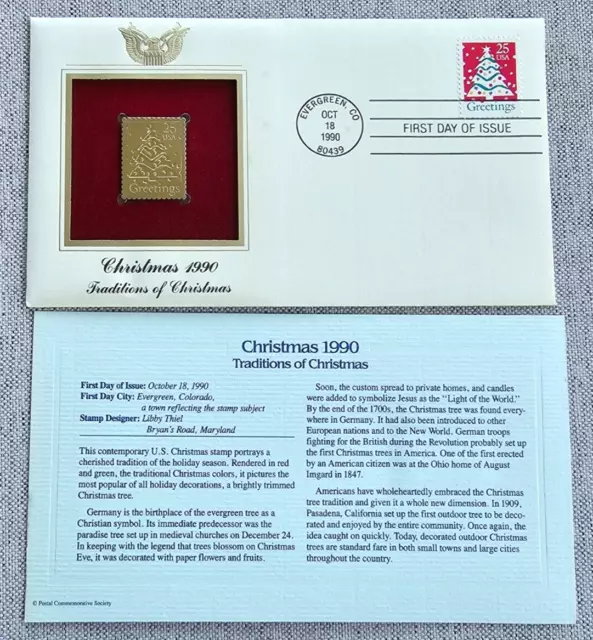 25
USA
Greetings
EVERGREEN, CO
OCT
18
1990
80439
FIRST DAY OF ISSUE
25
USA
Greetings
Christmas 1990
Traditions of Christmas
Christmas 1990
Traditions of Christmas
First Day of Issue: October 18, 1990
First Day City: Evergreen, Colorado,
a town reflecting the stamp subject
Stamp Designer: Libby Thiel
Bryan's Road, Maryland
This contemporary U.S. Christmas stamp portrays a
cherished tradition of the holiday season. Rendered in red
and green, the traditional Christmas colors, it pictures the
most popular of all holiday decorations, a brightly trimmed
Christmas tree.
Germany is the birthplace of the evergreen tree as a
Christian symbol. Its immediate predecessor was the
paradise tree set up in medieval churches on December 24.
In keeping with the legend that trees blossom on Christmas
Eve, it was decorated with paper flowers and fruits.
Soon, the custom spread to private homes, and candles
were added to symbolize Jesus as the "Light of the World."
By the end of the 1700s, the Christmas tree was found every-
where in Germany. It had also been introduced to other
European nations and to the New World. German troops
fighting for the British during the Revolution probably set up
the first Christmas trees in America. One of the first erected
by an American citizen was at the Ohio home of August
Imgard in 1847.
Americans have wholeheartedly embraced the Christmas
tree tradition and given it a whole new dimension. In 1909,
Pasadena, California set up the first outdoor tree to be deco-
rated and enjoyed by the entire community. Once again, the
idea caught on quickly. Today, decorated outdoor Christmas
trees are standard fare in both small towns and large cities
throughout the country.
© Postal Commemorative Society